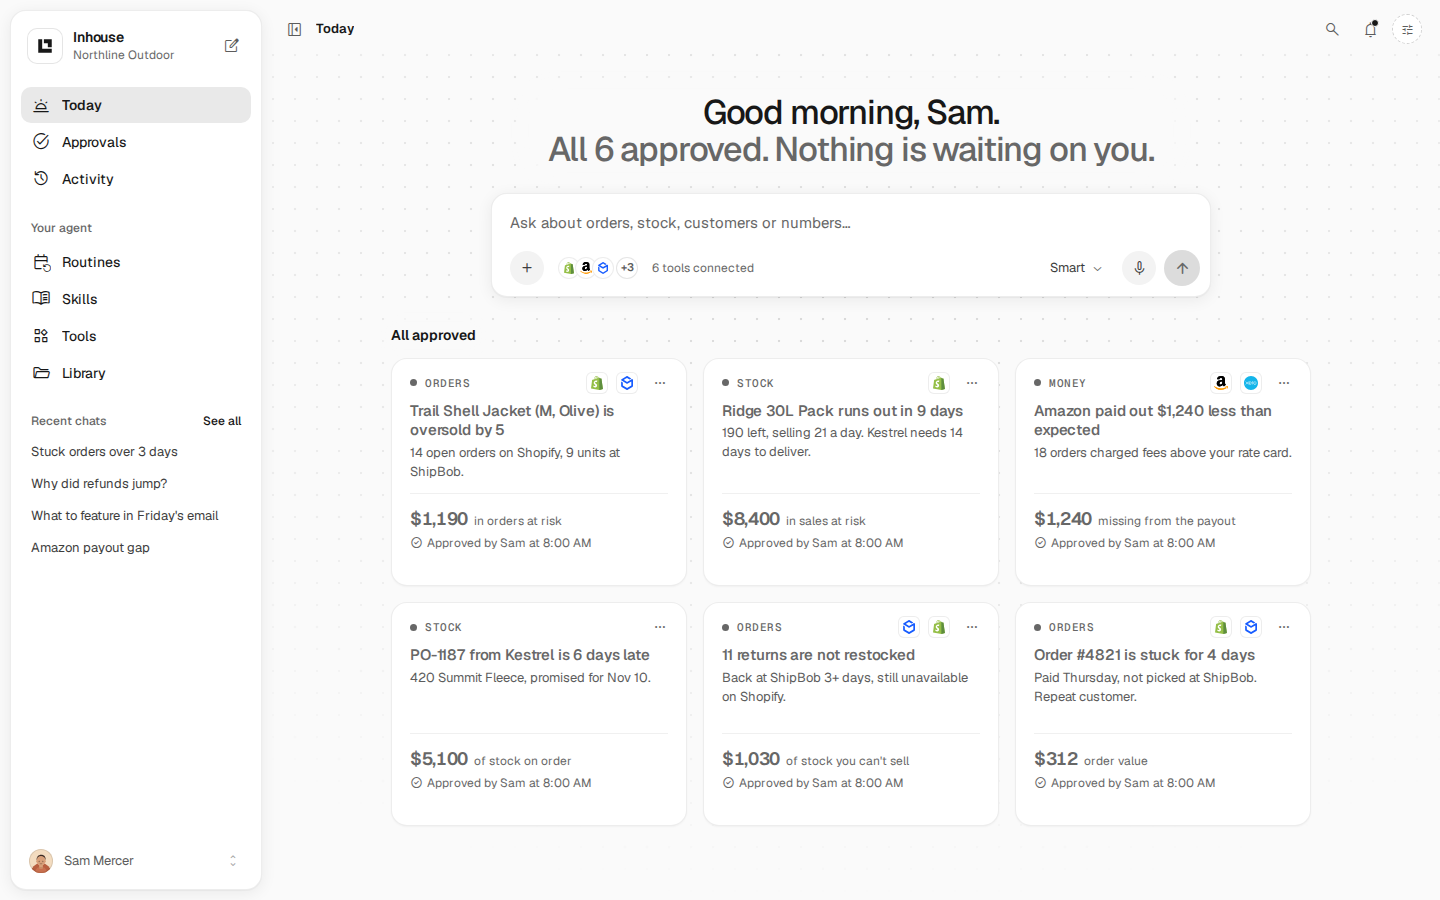 Inhouse
Northline Outdoor
Today
Approvals
Activity
Your agent
Routines
Skills
Tools
Library
Recent chats
See all
Stuck orders over 3 days
Why did refunds jump?
What to feature in Friday's email
Amazon payout gap
Sam Mercer
Today
Good morning, Sam.
All 6 approved. Nothing is waiting on you.
Ask about orders, stock, customers or numbers...
+3
6 tools connected
Smart
All approved
ORDERS
Trail Shell Jacket (M, Olive) is
oversold by 5
14 open orders on Shopify, 9 units at
ShipBob.
$1,190 in orders at risk
Approved by Sam at 8:00 AM
STOCK
Ridge 30L Pack runs out in 9 days
190 left, selling 21 a day. Kestrel needs 14
days to deliver.
$8,400 in sales at risk
Approved by Sam at 8:00 AM
MONEY
Amazon paid out $1,240 less than
expected
18 orders charged fees above your rate card.
$1,240 missing from the payout
Approved by Sam at 8:00 AM
STOCK
PO-1187 from Kestrel is 6 days late
420 Summit Fleece, promised for Nov 10.
$5,100 of stock on order
Approved by Sam at 8:00 AM
ORDERS
11 returns are not restocked
Back at ShipBob 3+ days, still unavailable
on Shopify.
$1,030 of stock you can't sell
Approved by Sam at 8:00 AM
ORDERS
Order #4821 is stuck for 4 days
Paid Thursday, not picked at ShipBob.
Repeat customer.
$312 order value
Approved by Sam at 8:00 AM